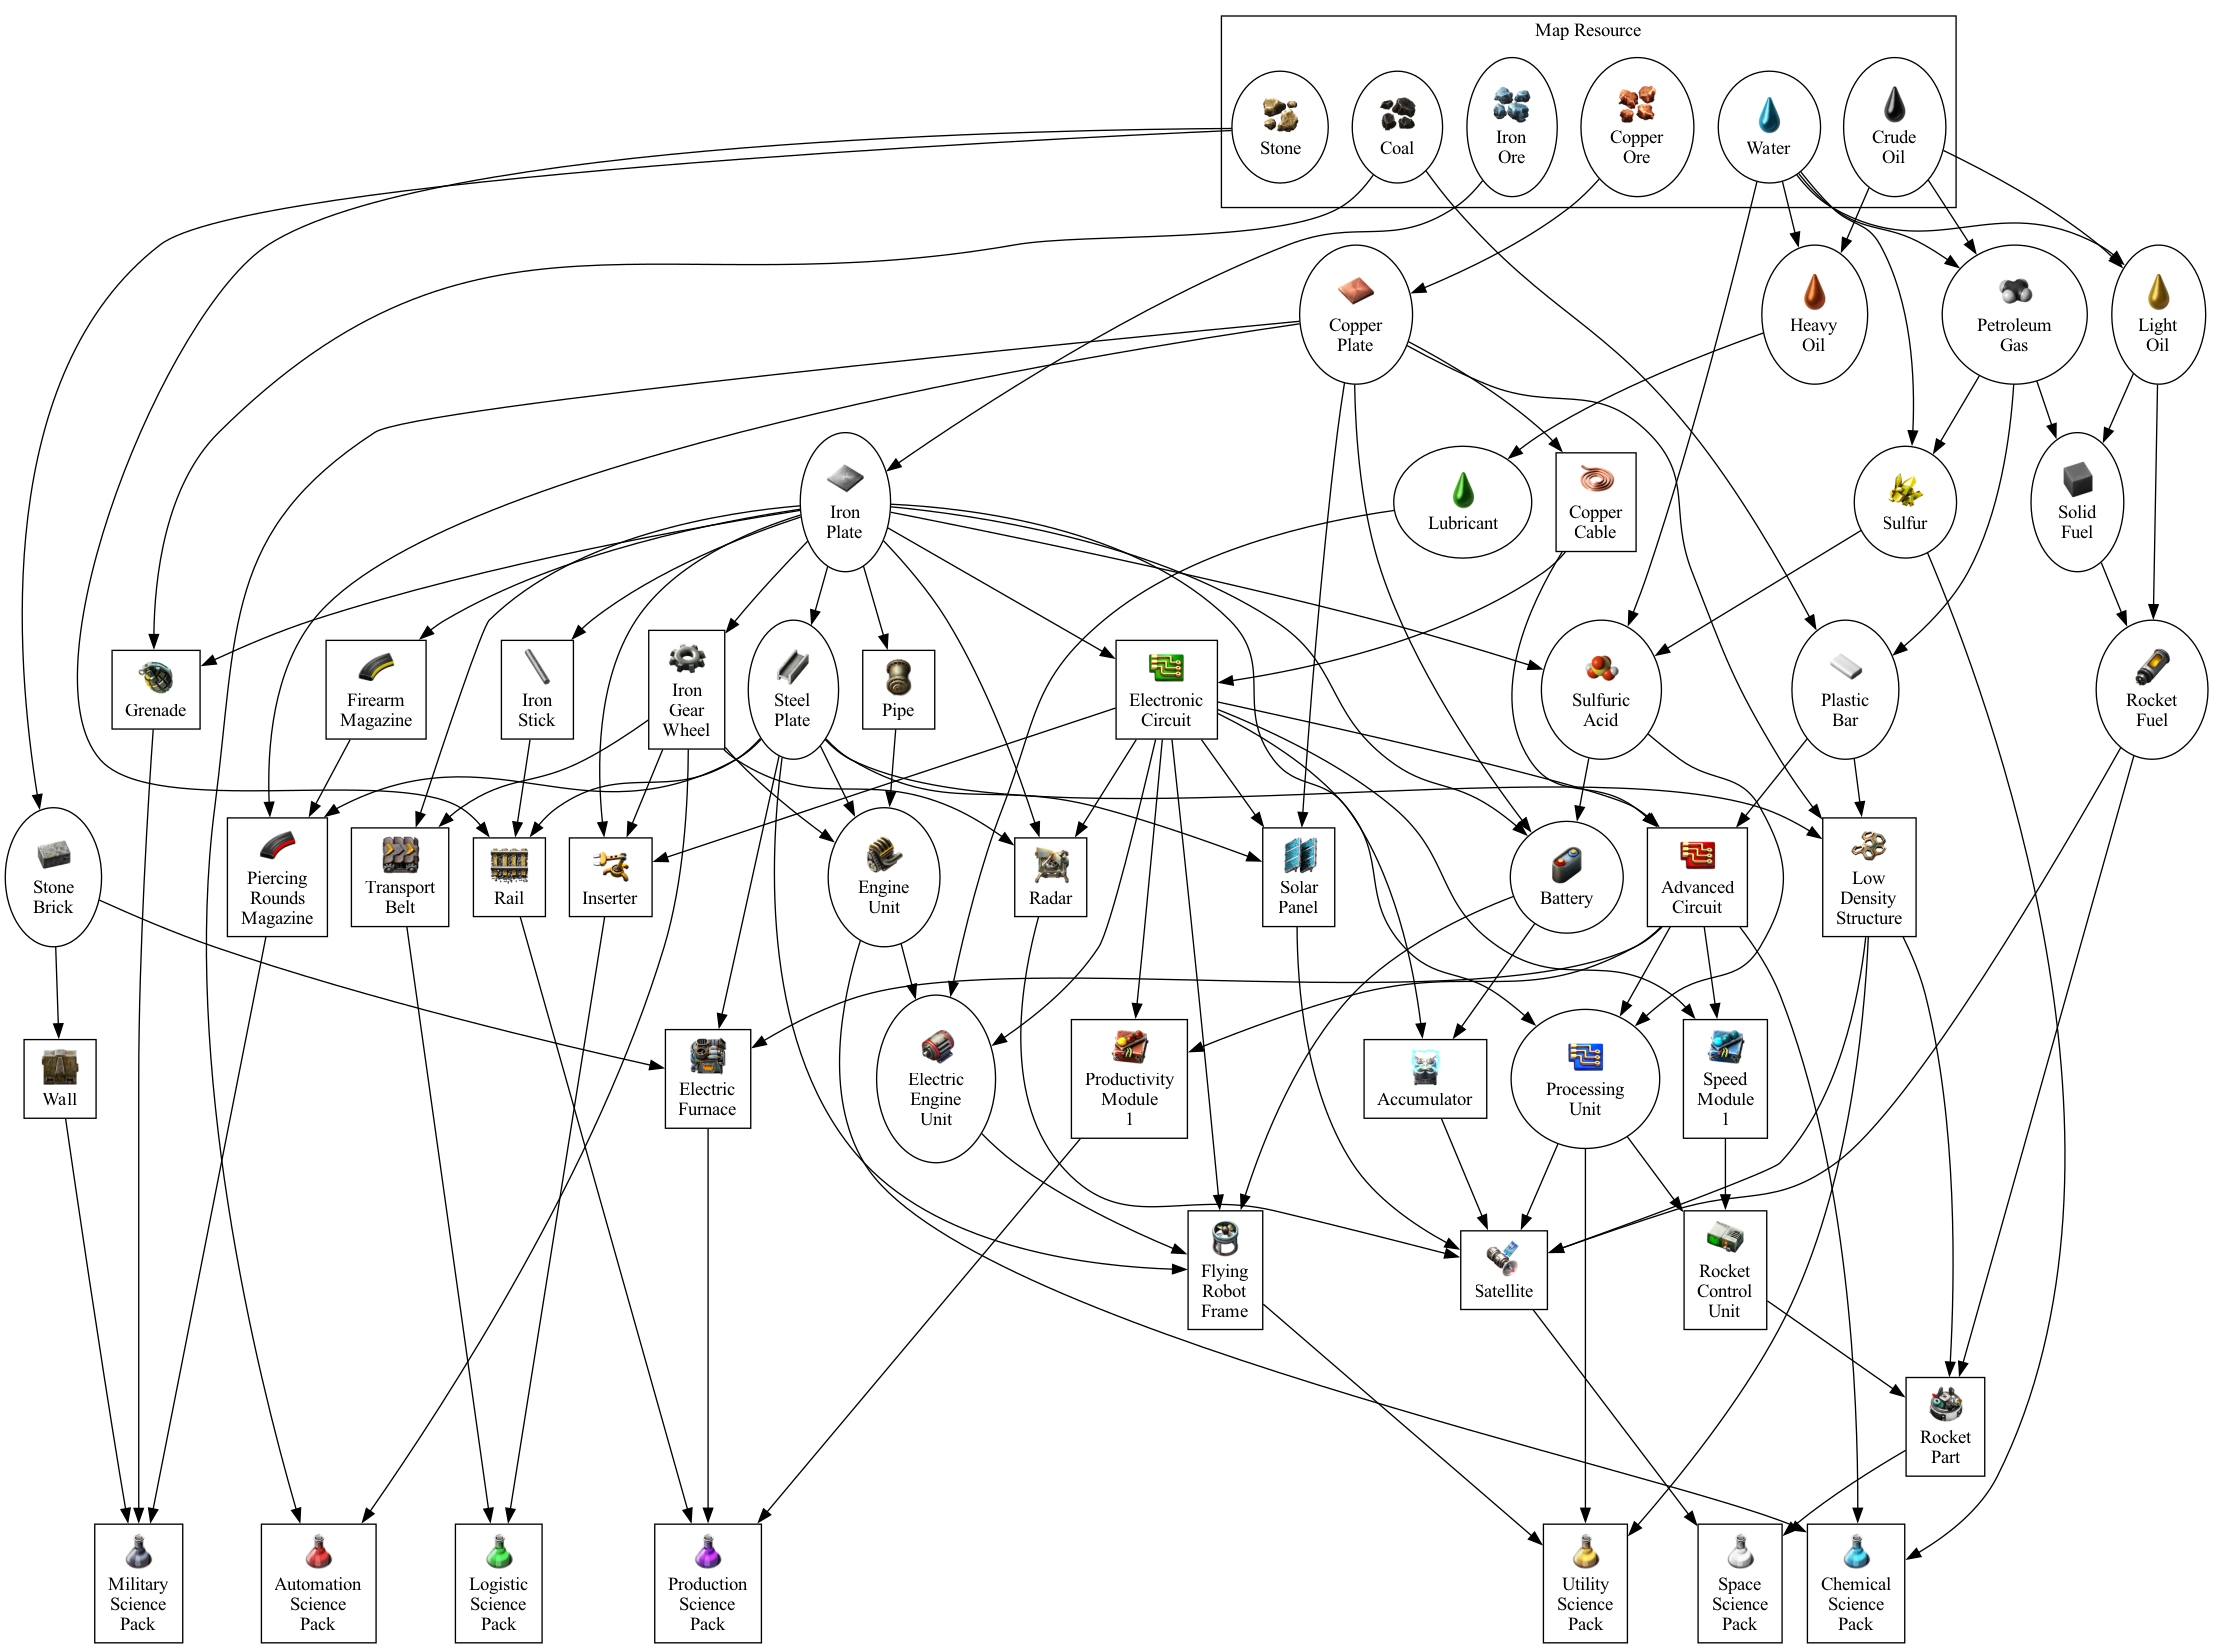 Map Resource
Stone
Coal
Iron
Ore
Copper
Ore
Water
Crude
Oil
Copper
Plate
Heavy
Oil
Petroleum
Gas
Light
Oil
Iron
Plate
Lubricant
Copper
Cable
Sulfur
Solid
Fuel
Grenade
Firearm
Magazine
Iron
Stick
Iron
Gear
Wheel
Steel
Plate
Pipe
Electronic
Circuit
Sulfuric
Acid
Plastic
Bar
Rocket
Fuel
Stone
Brick
Piercing
Rounds
Magazine
Transport
Belt
Rail
Inserter
Engine
Unit
Radar
Solar
Panel
Battery
Advanced
Circuit
Low
Density
Structure
Wall
Electric
Furnace
Electric
Engine
Unit
Productivity
Module
1
Accumulator
Processing
Unit
Speed
Module
1
Flying
Robot
Frame
Satellite
Rocket
Control
Unit
Rocket
Part
Military
Science
Pack
Automation
Science
Pack
Logistic
Science
Pack
Production
Science
Pack
Utility
Science
Pack
Space
Science
Pack
Chemical
Science
Pack